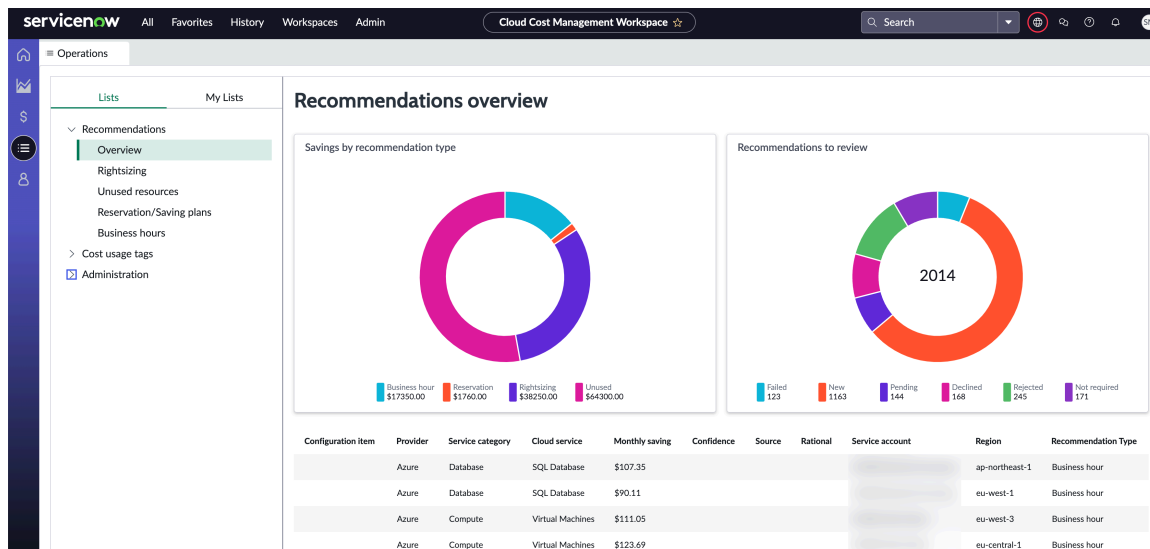 servicenow All Favorites History Workspaces Admin Cloud Cost Management Workspace Search
Operations
Lists My Lists
Recommendations
Overview
Rightsizing
Unused resources
Reservation/Saving plans
Business hours
Cost usage tags
Administration
Recommendations overview
Savings by recommendation type
Business hour Reservation Rightsizing Unused
$17350.00 $1760.00 $38250.00 $64300.00
Recommendations to review
2014
Failed New Pending Declined Rejected Not required
123 1163 144 168 245 171
Configuration item Provider Service category Cloud service Monthly saving Confidence Source Rational Service account Region Recommendation Type
Azure Database SQL Database $107.35 ap-northeast-1 Business hour
Azure Database SQL Database $90.11 eu-west-1 Business hour
Azure Compute Virtual Machines $111.05 eu-west-3 Business hour
Azure Compute Virtual Machines $123.69 eu-central-1 Business hour